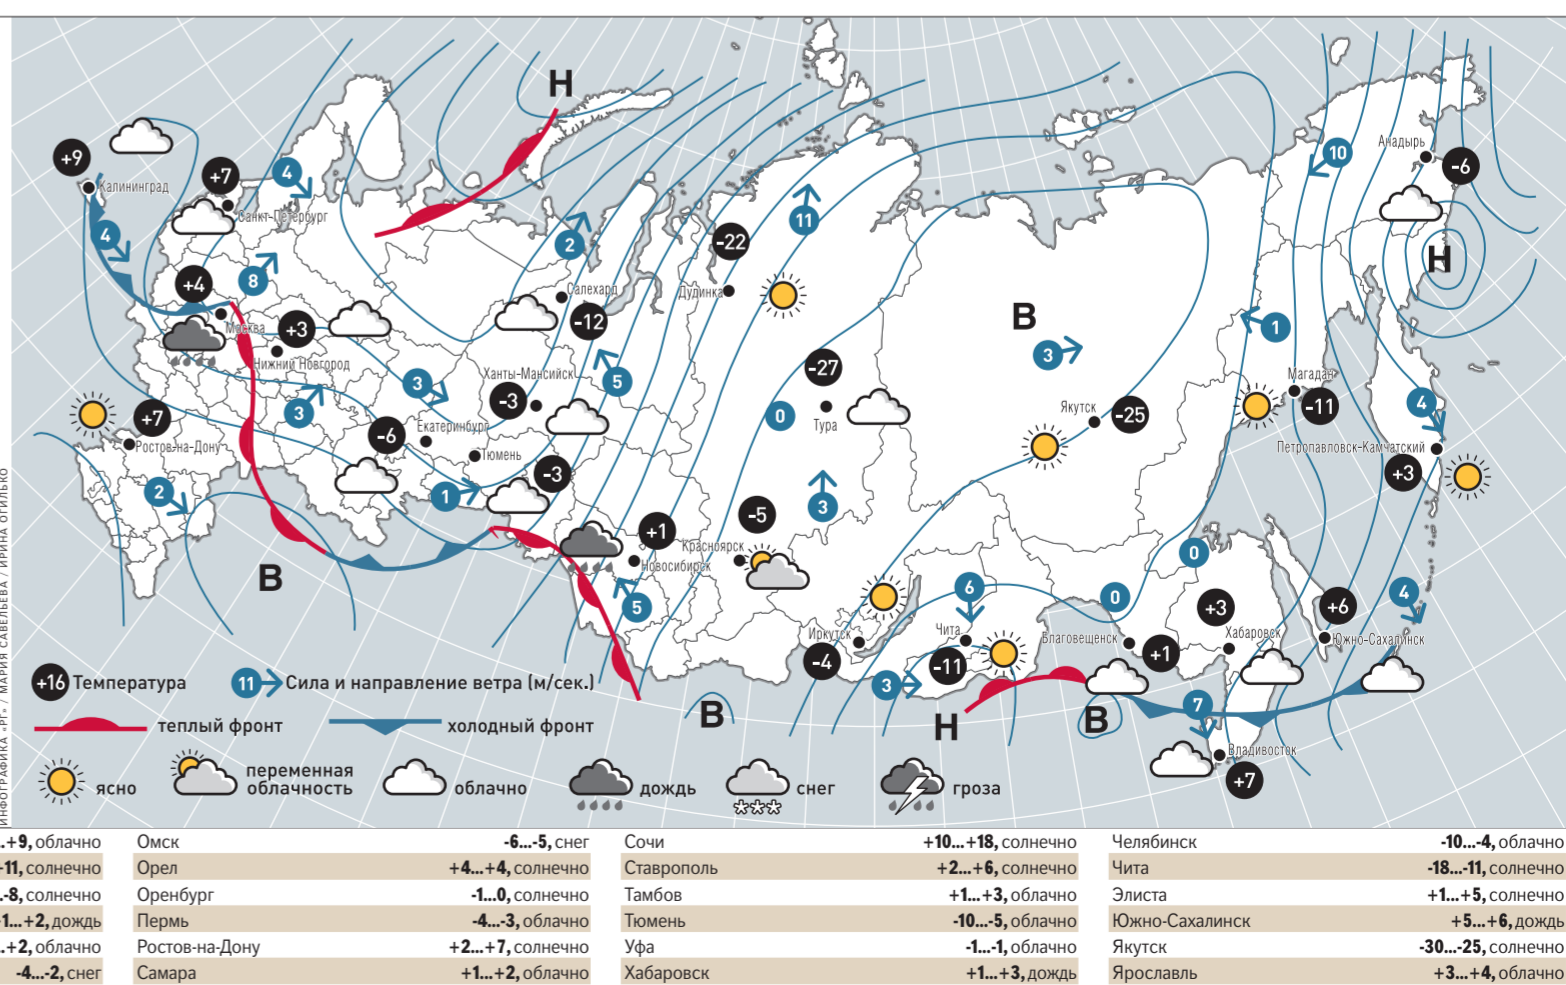 Н
+9
Калининград
+7
Санкт-Петербург
4
10
Анадырь
-6
4
2
-22
11
Н
8
+4
Салехард
-12
Дудинка
Москва
+3
Нижний Новгород
В
3
1
Ханты-Мансийск
-3
5
-27
0
Тура
Якутск
-25
Магадан
-11
4
3
3
+7
Ростов-на-Дону
-6
Екатеринбург
Тюмень
-3
Петропавловск-Камчатский
+3
2
1
3
-5
+1
Красноярск
Новосибирск
0
В
5
6
0
+3
+6
4
Иркутск
-4
Чита
-11
3
Благовещенск
+1
Хабаровск
Южно-Сахалинск
В
Н
В
7
Владивосток
+7
+16 Температура
11 Сила и направление ветра (м/сек.)
теплый фронт
холодный фронт
ясно
переменная
облачность
облачно
дождь
снег
гроза
ИНФОГРАФИКА «РГ» / МАРИЯ САВЕЛЬЕВА / ИРИНА ОГИЛЬКО
..+9, облачно
+11, солнечно
..-8, солнечно
-1...+2, дождь
..+2, облачно
-4...-2, снег
Омск -6...-5, снег
Орел +4...+4, солнечно
Оренбург -1...0, солнечно
Пермь -4...-3, облачно
Ростов-на-Дону +2...+7, солнечно
Самара +1...+2, облачно
Сочи +10...+18, солнечно
Ставрополь +2...+6, солнечно
Тамбов +1...+3, облачно
Тюмень -10...-5, облачно
Уфа -1...-1, облачно
Хабаровск +1...+3, дождь
Челябинск -10...-4, облачно
Чита -18...-11, солнечно
Элиста +1...+5, солнечно
Южно-Сахалинск +5...+6, дождь
Якутск -30...-25, солнечно
Ярославль +3...+4, облачно